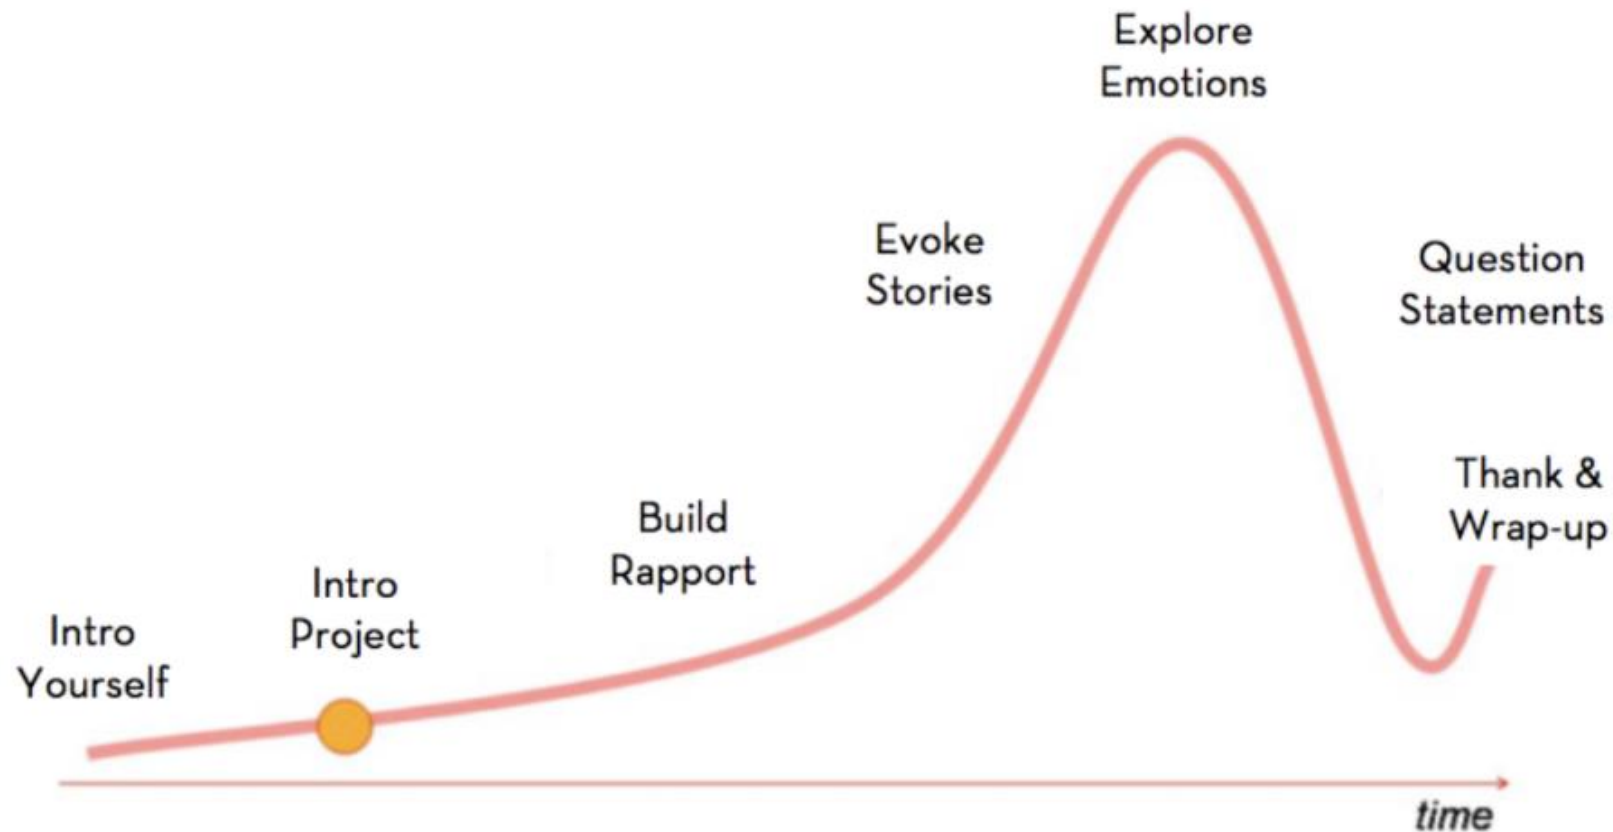 Intro
Yourself
Intro
Project
Build
Rapport
Evoke
Stories
Explore
Emotions
Question
Statements
Thank &
Wrap-up
time